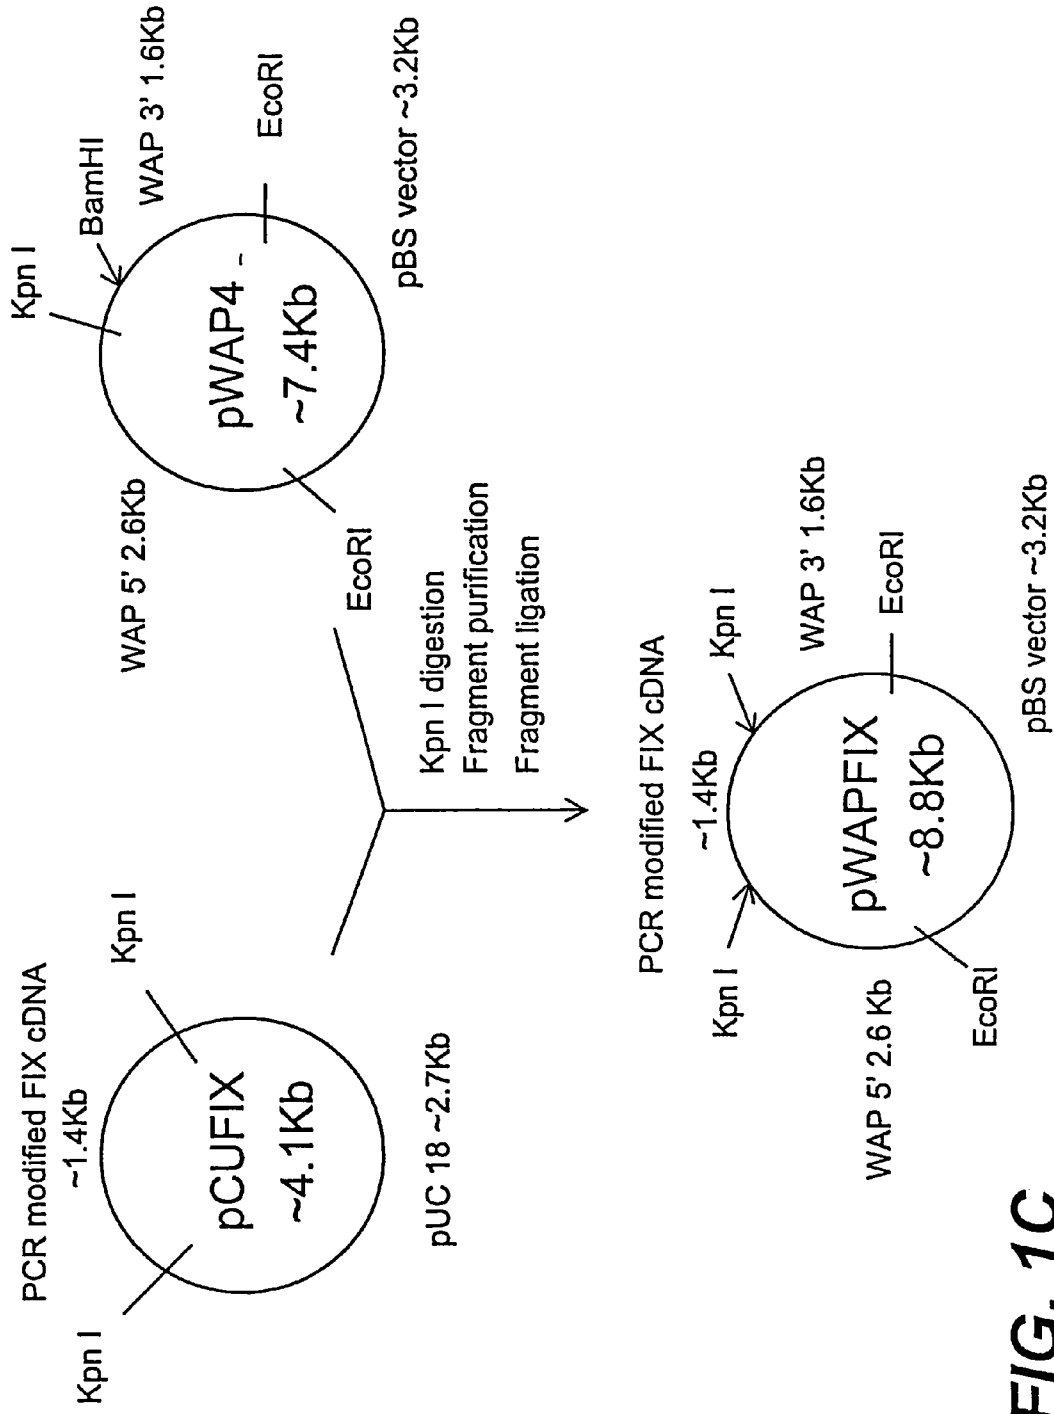 PCR modified FIX cDNA
~1.4Kb
Kpn I
Kpn I
pCUFIX
~4.1Kb
pUC 18 ~2.7Kb
Kpn I
BamHI
WAP 5' 2.6Kb
WAP 3' 1.6Kb
pWAP4
~7.4Kb
EcoRI
EcoRI
pBS vector ~3.2Kb
Kpn I digestion
Fragment purification
Fragment ligation
PCR modified FIX cDNA
~1.4Kb
Kpn I
Kpn I
WAP 5' 2.6 Kb
WAP 3' 1.6Kb
pWAPFIX
~8.8Kb
EcoRI
EcoRI
pBS vector ~3.2Kb
FIG. 1C